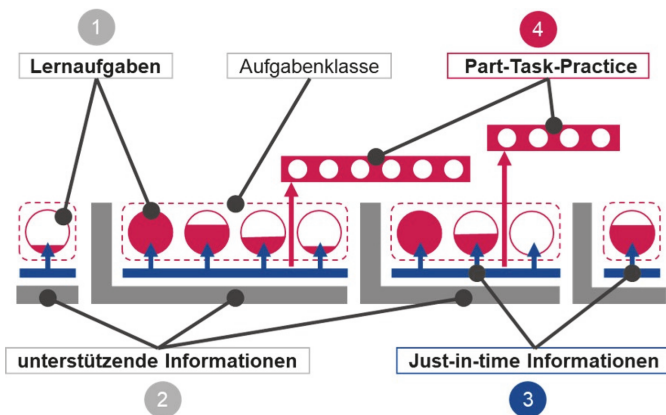 1
4
Lernaufgaben
Aufgabenklasse
Part-Task-Practice
unterstützende Informationen
Just-in-time Informationen
2
3